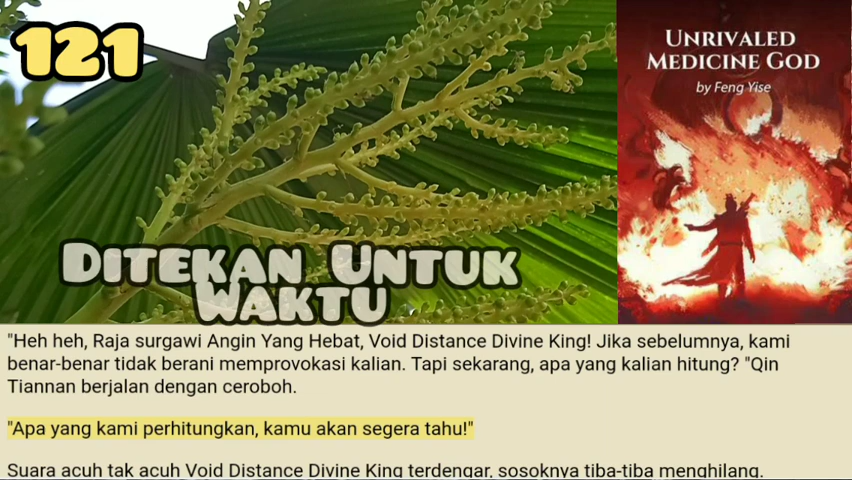 121
UNRIVALED
MEDICINE GOD
by Feng Yise
DITEKAN UNTUK
WAKTU
"Heh heh, Raja surgawi Angin Yang Hebat, Void Distance Divine King! Jika sebelumnya, kami
benar-benar tidak berani memprovokasi kalian. Tapi sekarang, apa yang kalian hitung? "Qin
Tiannan berjalan dengan ceroboh.
"Apa yang kami perhitungkan, kamu akan segera tahu!"
Suara acuh tak acuh Void Distance Divine King terdengar, sosoknya tiba-tiba menghilang.